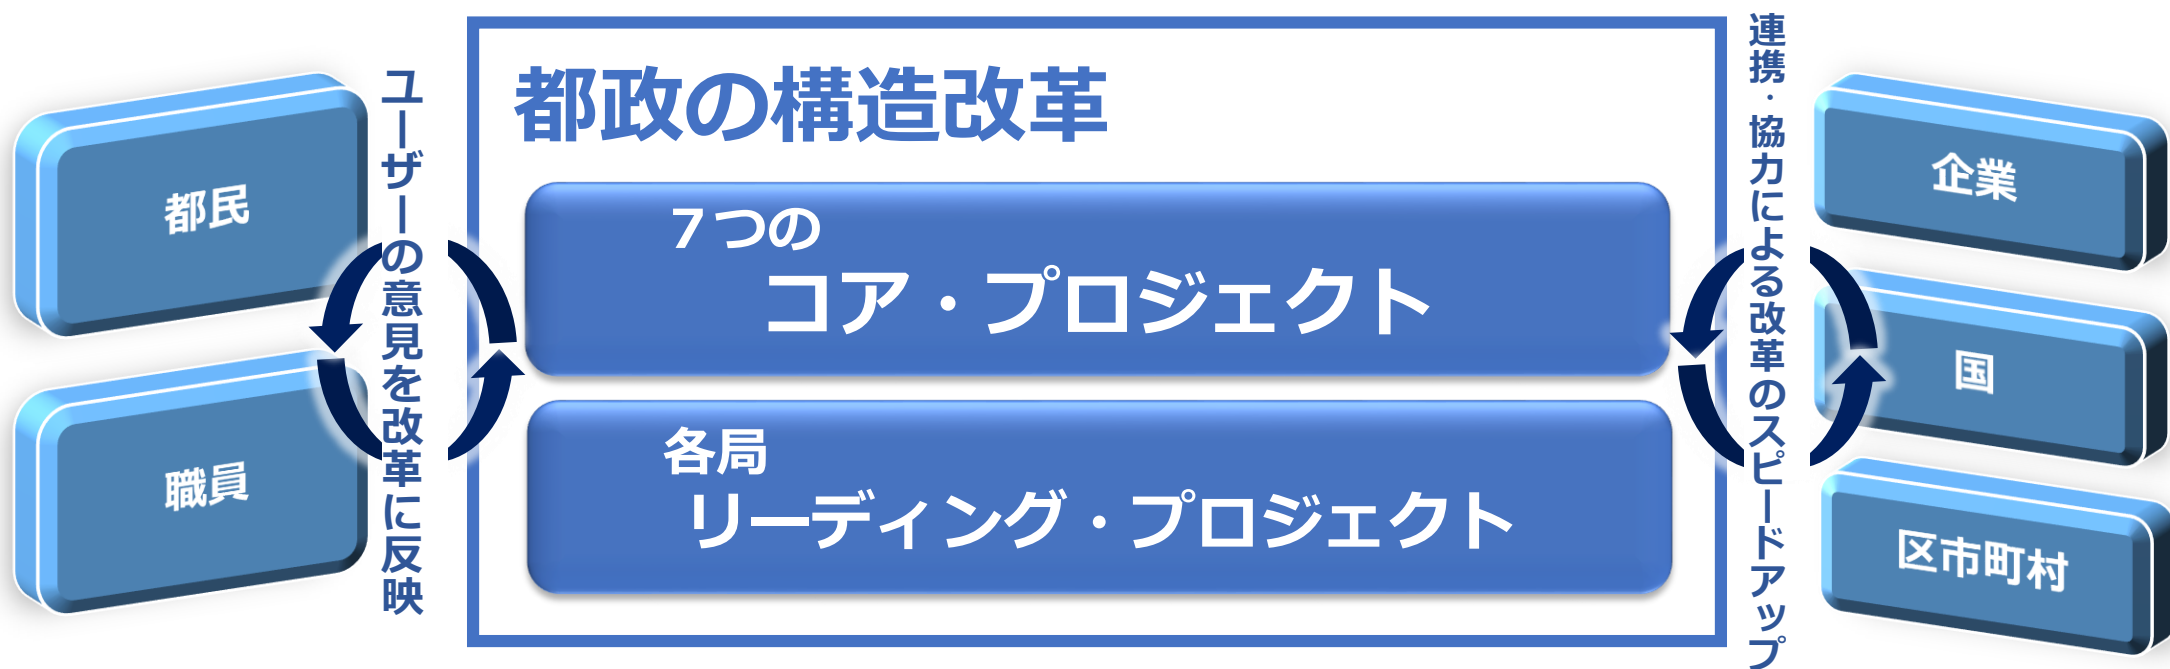 都民
職員
ユーザーの意見を改革に反映
都政の構造改革
７つの
コア・プロジェクト
各局
リーディング・プロジェクト
連携・協力による改革のスピードアップ
企業
国
区市町村